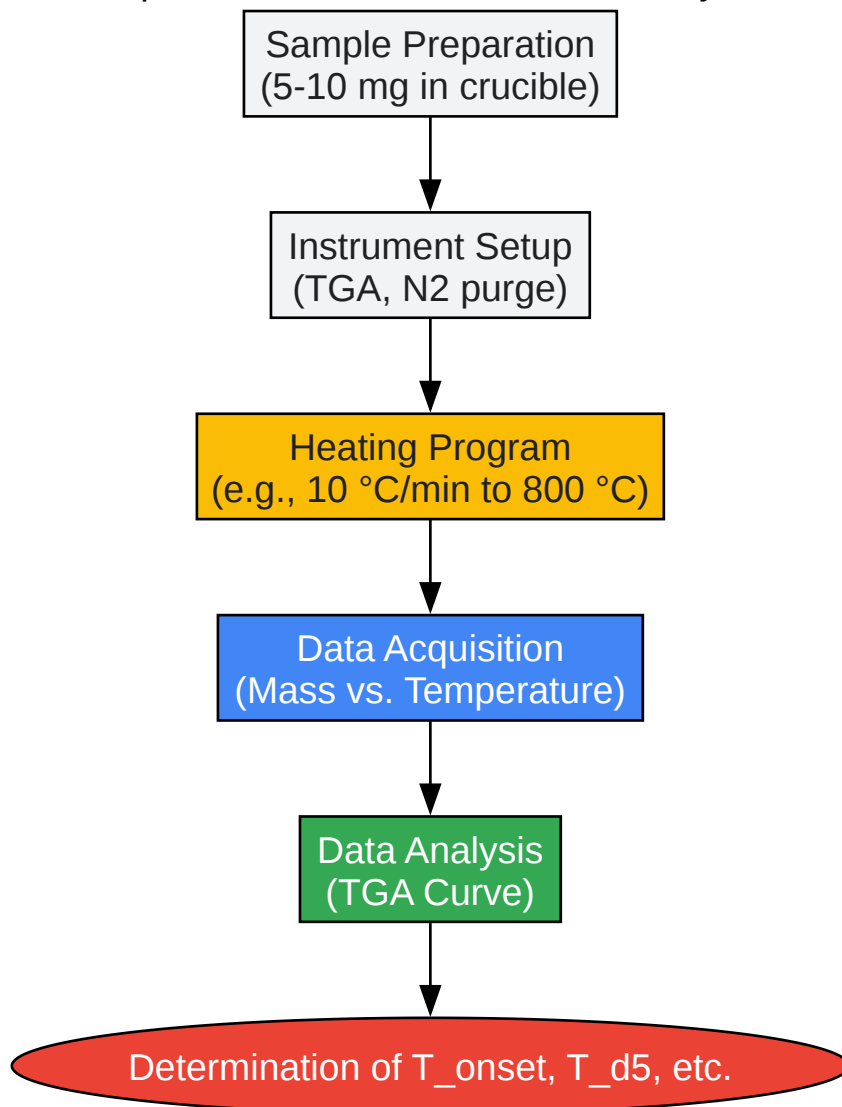 Sample Preparation
(5-10 mg in crucible)
Instrument Setup
(TGA, N2 purge)
Heating Program
(e.g., 10 °C/min to 800 °C)
Data Acquisition
(Mass vs. Temperature)
Data Analysis
(TGA Curve)
Determination of T_onset, T_d5, etc.